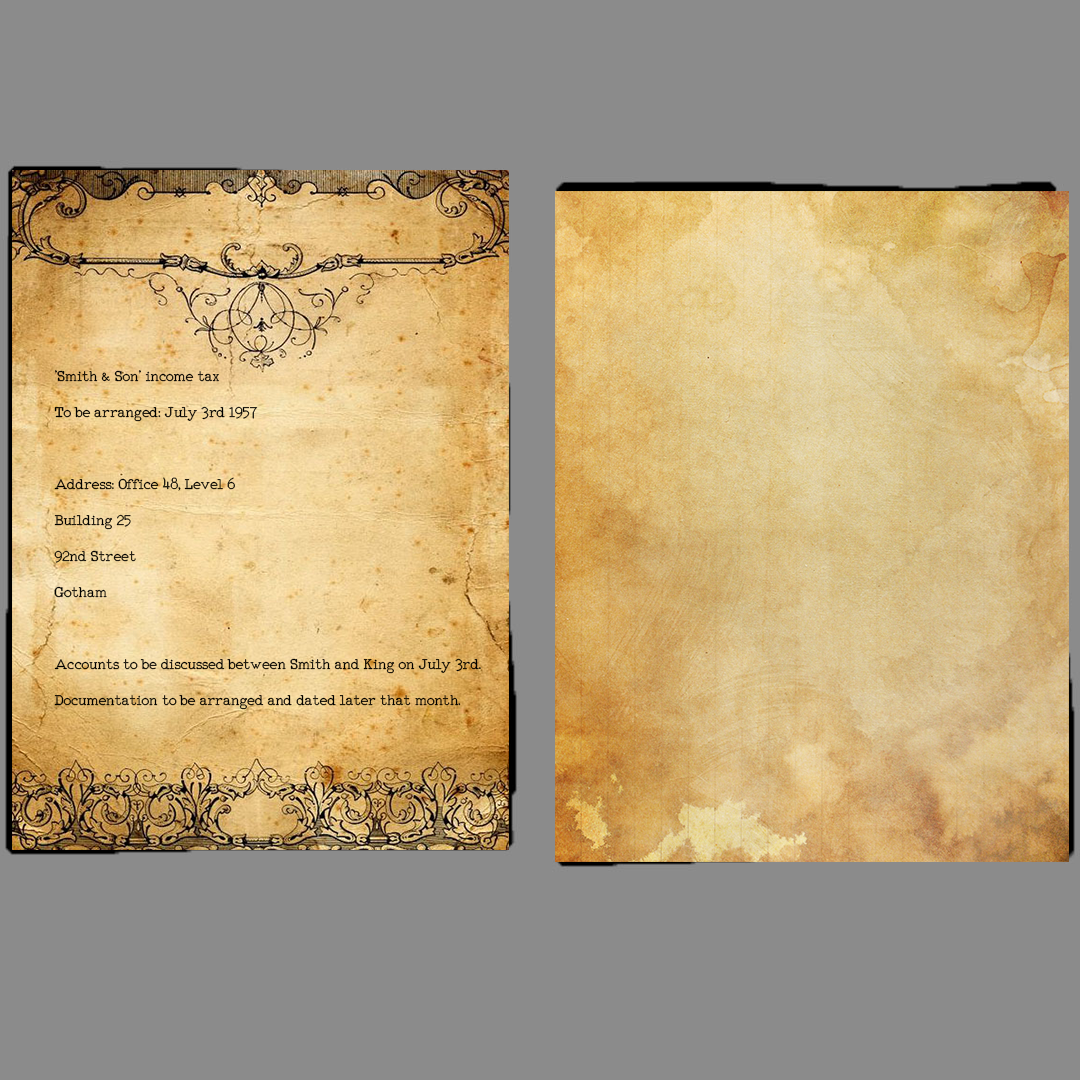 'Smith & Son' income tax
To be arranged: July 3rd 1957
Address: Office 48, Level 6
Building 25
92nd Street
Gotham
Accounts to be discussed between Smith and King on July 3rd.
Documentation to be arranged and dated later that month.